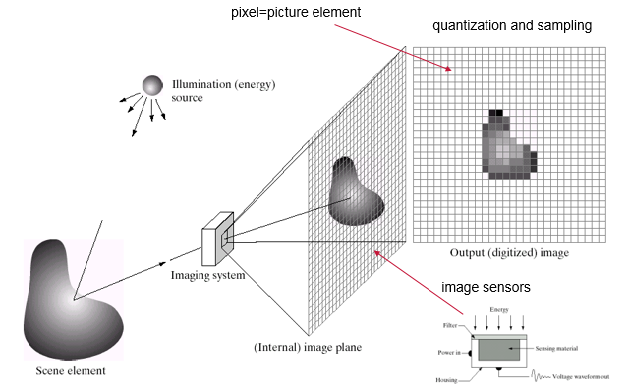 pixel=picture element
quantization and sampling
Illumination (energy)
source
Imaging system
Output (digitized) image
image sensors
(Internal) image plane
Scene element
Energy
Filter
Power in
Sensing material
Housing
Voltage waveform out